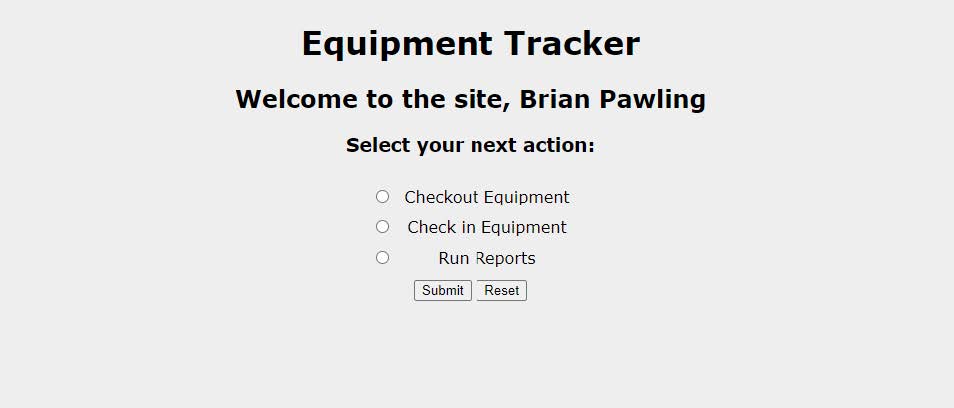 Equipment Tracker
Welcome to the site, Brian Pawling
Select your next action:
Checkout Equipment
Check in Equipment
Run Reports
Submit Reset